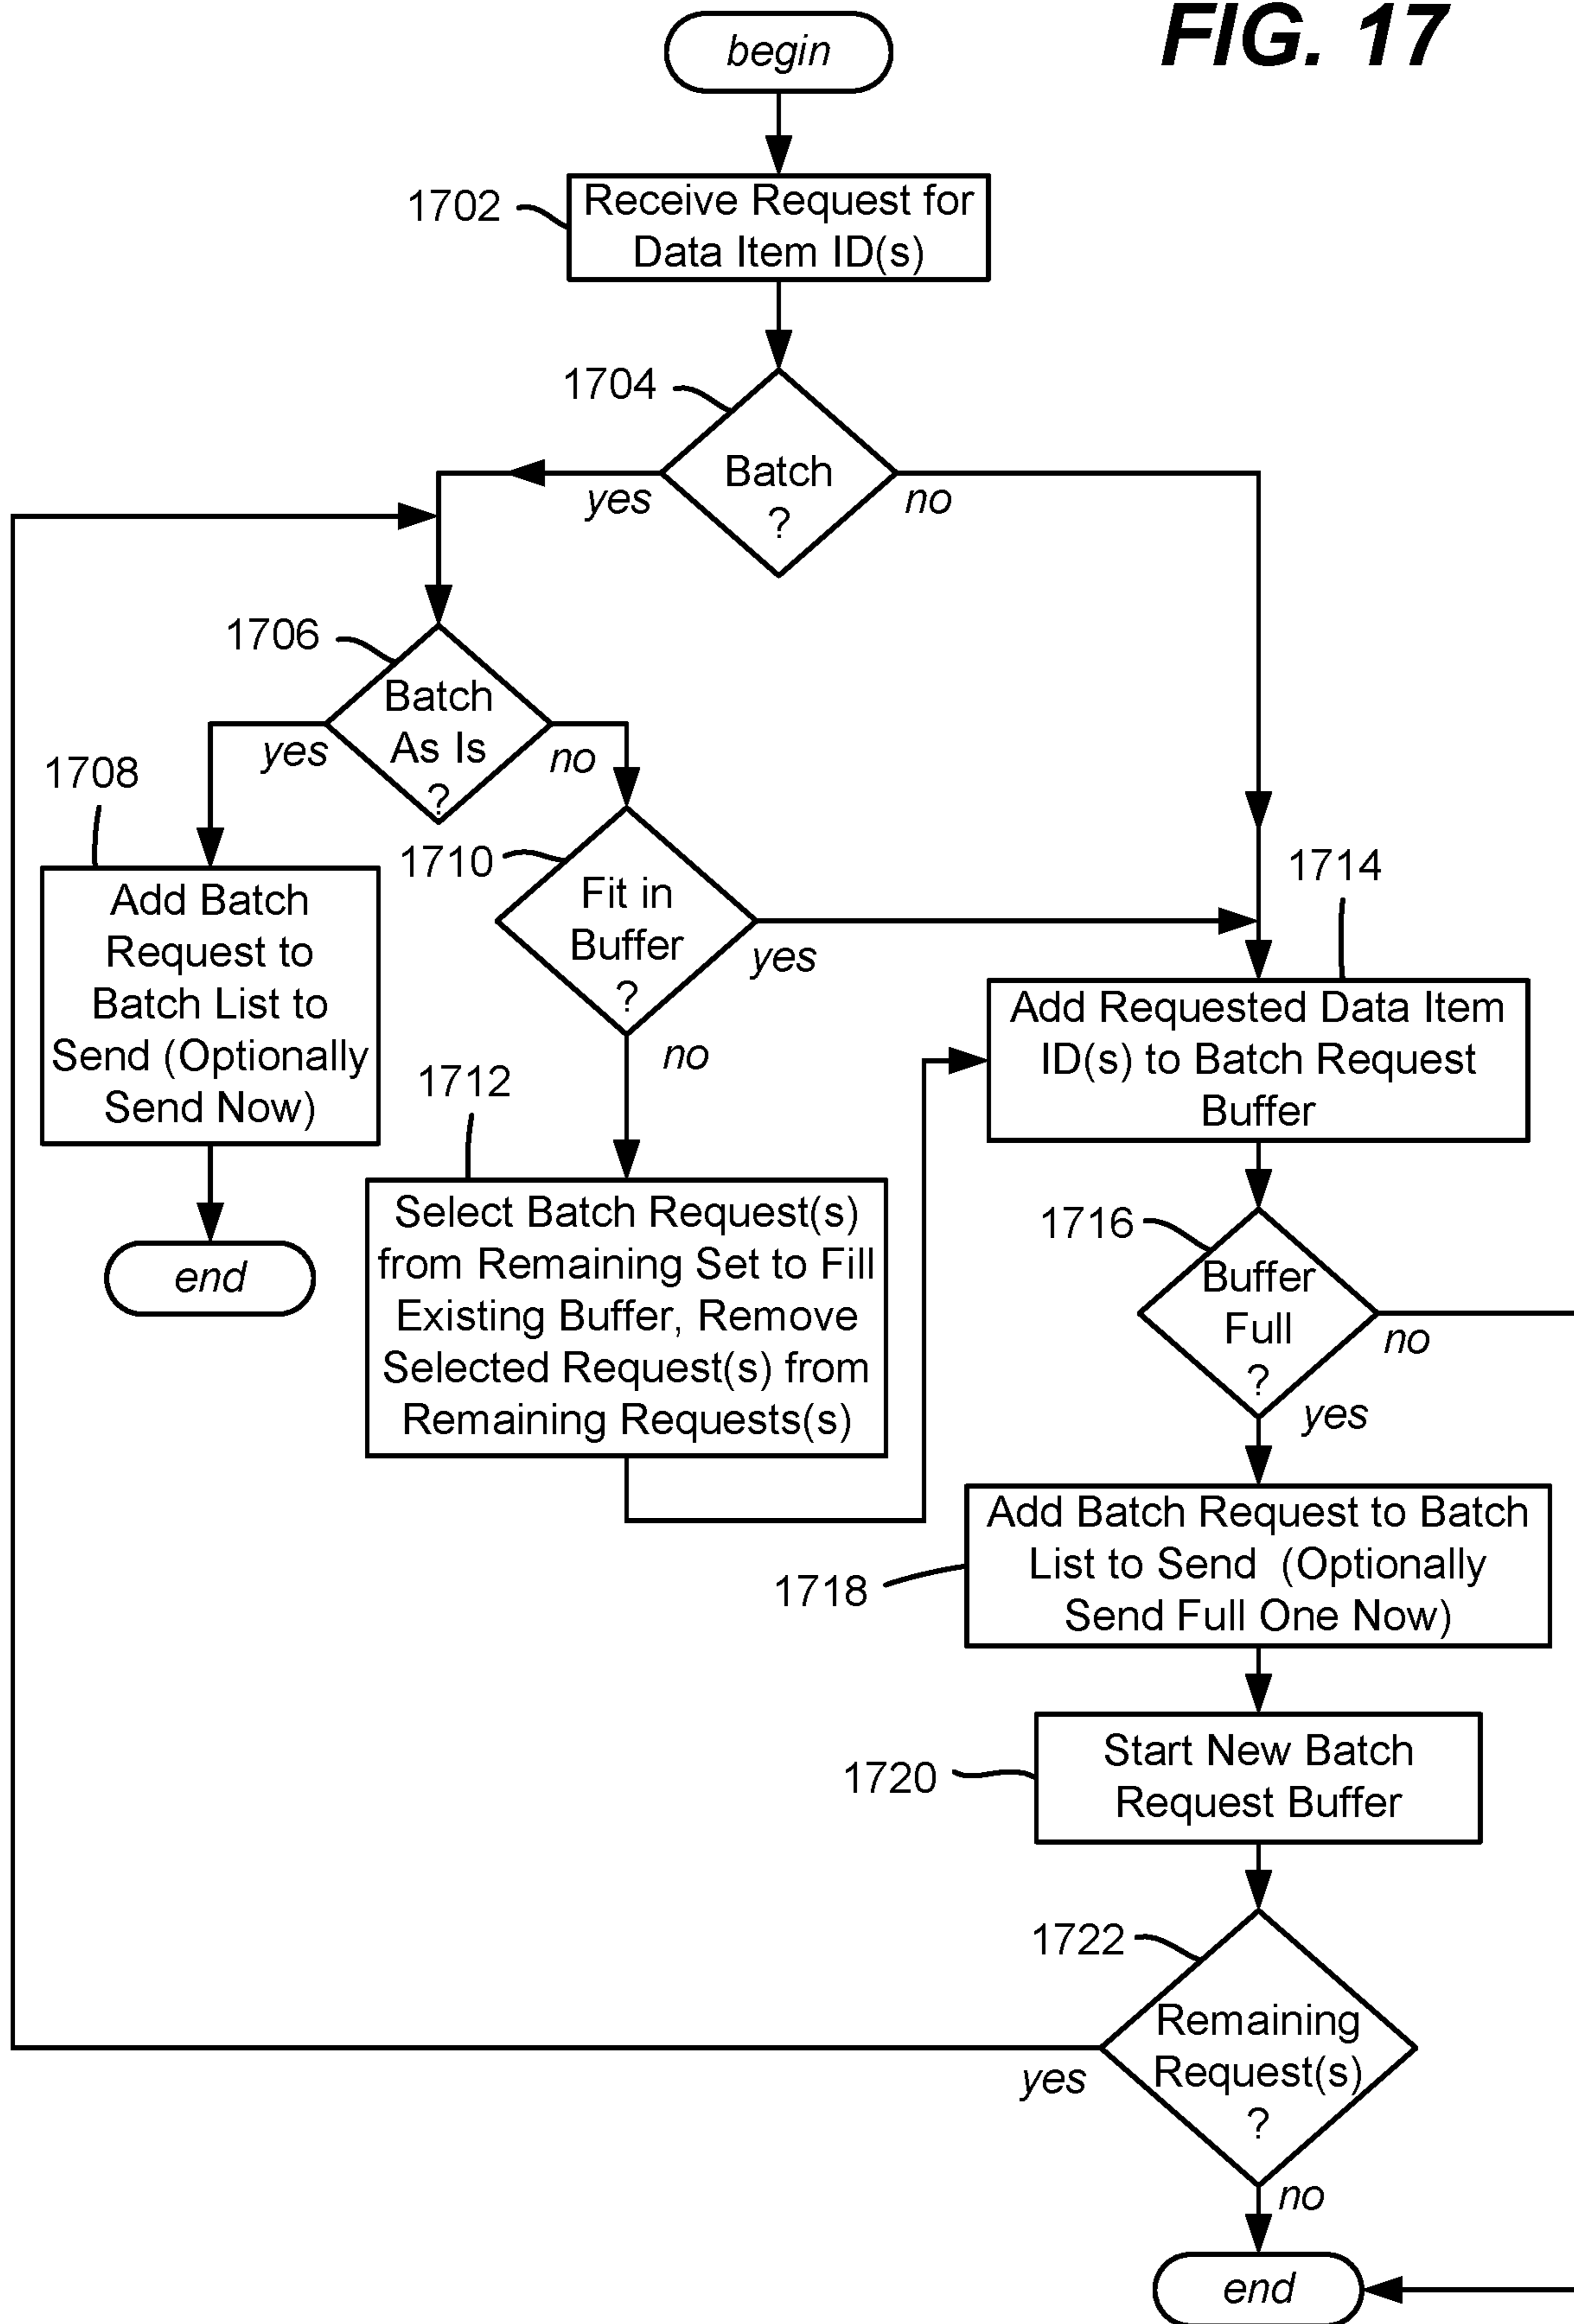 FIG. 17
begin
1702
Receive Request for
Data Item ID(s)
1704
Batch
?
yes
no
1706
Batch
As Is
?
yes
no
1708
Add Batch
Request to
Batch List to
Send (Optionally
Send Now)
end
1710
Fit in
Buffer
?
yes
no
1712
Select Batch Request(s)
from Remaining Set to Fill
Existing Buffer, Remove
Selected Request(s) from
Remaining Requests(s)
1714
Add Requested Data Item
ID(s) to Batch Request
Buffer
1716
Buffer
Full
?
no
yes
1718
Add Batch Request to Batch
List to Send (Optionally
Send Full One Now)
1720
Start New Batch
Request Buffer
1722
Remaining
Request(s)
?
yes
no
end